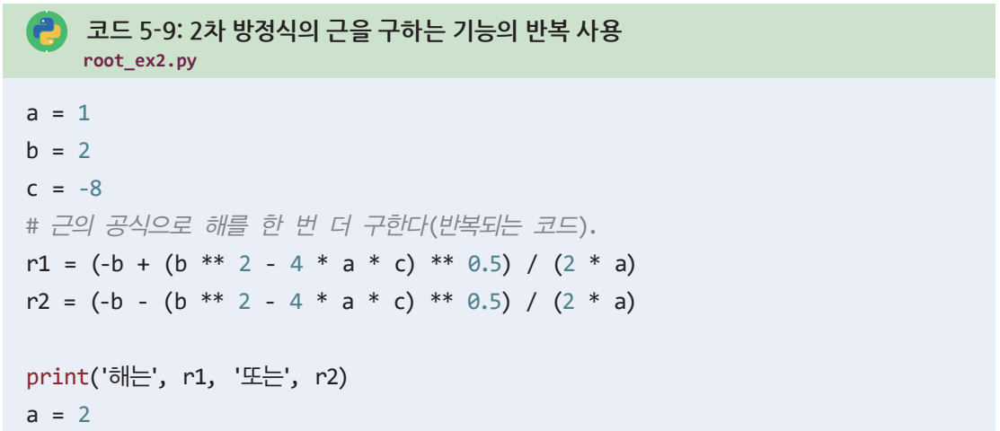 코드 5-9: 2차 방정식의 근을 구하는 기능의 반복 사용
root_ex2.py
a = 1
b = 2
c = -8
# 근의 공식으로 해를 한 번 더 구한다(반복되는 코드).
r1 = (-b + (b ** 2 - 4 * a * c) ** 0.5) / (2 * a)
r2 = (-b - (b ** 2 - 4 * a * c) ** 0.5) / (2 * a)
print('해는', r1, '또는', r2)
a = 2